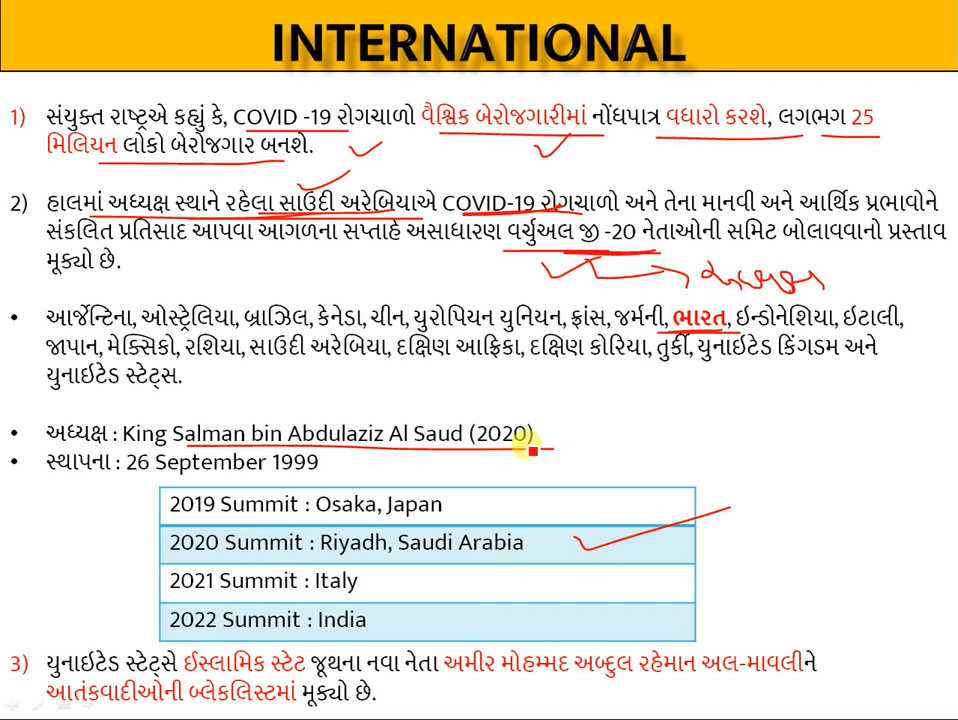 INTERNATIONAL
1) સંયુક્ત રાષ્ટ્રએ કહ્યું કે, COVID -19 રોગચાળો વૈશ્વિક બેરોજગારીમાં નોંધપાત્ર વધારો કરશે, લગભગ 25
મિલિયન લોકો બેરોજગાર બનશે.
2) હાલમાં અધ્યક્ષ સ્થાને રહેલા સાઉદી અરેબિયાએ COVID-19 રોગચાળો અને તેના માનવી અને આર્થિક પ્રભાવોને
સંકલિત પ્રતિસાદ આપવા આગળના સપ્તાહે અસાધારણ વર્ચુઅલ જી -20 નેતાઓની સમિટ બોલાવવાનો પ્રસ્તાવ
મૂક્યો છે.
• આર્જેન્ટિના, ઓસ્ટ્રેલિયા, બ્રાઝિલ, કેનેડા, ચીન, યુરોપિયન યુનિયન, ફ્રાંસ, જર્મની, ભારત, ઇન્ડોનેશિયા, ઇટાલી,
જાપાન, મેક્સિકો, રશિયા, સાઉદી અરેબિયા, દક્ષિણ આફ્રિકા, દક્ષિણ કોરિયા, તુર્કી, યુનાઇટેડ કિંગડમ અને
યુનાઇટેડ સ્ટેટ્સ.
• અધ્યક્ષ : King Salman bin Abdulaziz Al Saud (2020)
• સ્થાપના : 26 September 1999
2019 Summit : Osaka, Japan
2020 Summit : Riyadh, Saudi Arabia
2021 Summit : Italy
2022 Summit : India
3) યુનાઇટેડ સ્ટેટ્સે ઈસ્લામિક સ્ટેટ જૂથના નવા નેતા અમીર મોહમ્મદ અબ્દુલ રહેમાન અલ-માવલીને
આતંકવાદીઓની બ્લેકલિસ્ટમાં મૂક્યો છે.